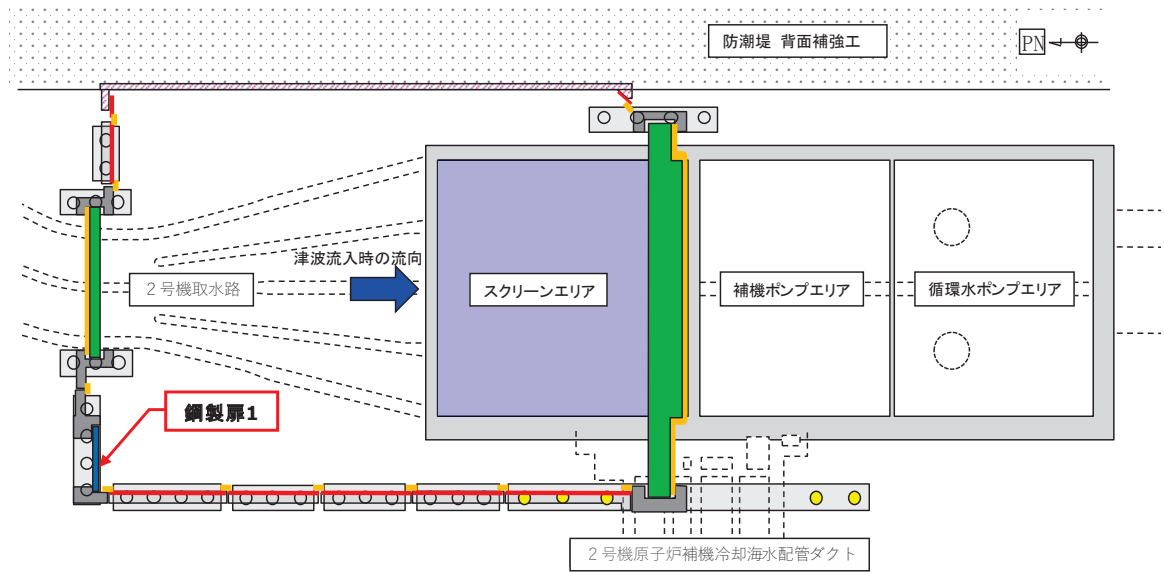 防潮堤 背面補強工
PN
津波流入時の流向
2号機取水路
スクリーンエリア
補機ポンプエリア
循環水ポンプエリア
鋼製扉1
2号機原子炉補機冷却海水配管ダクト